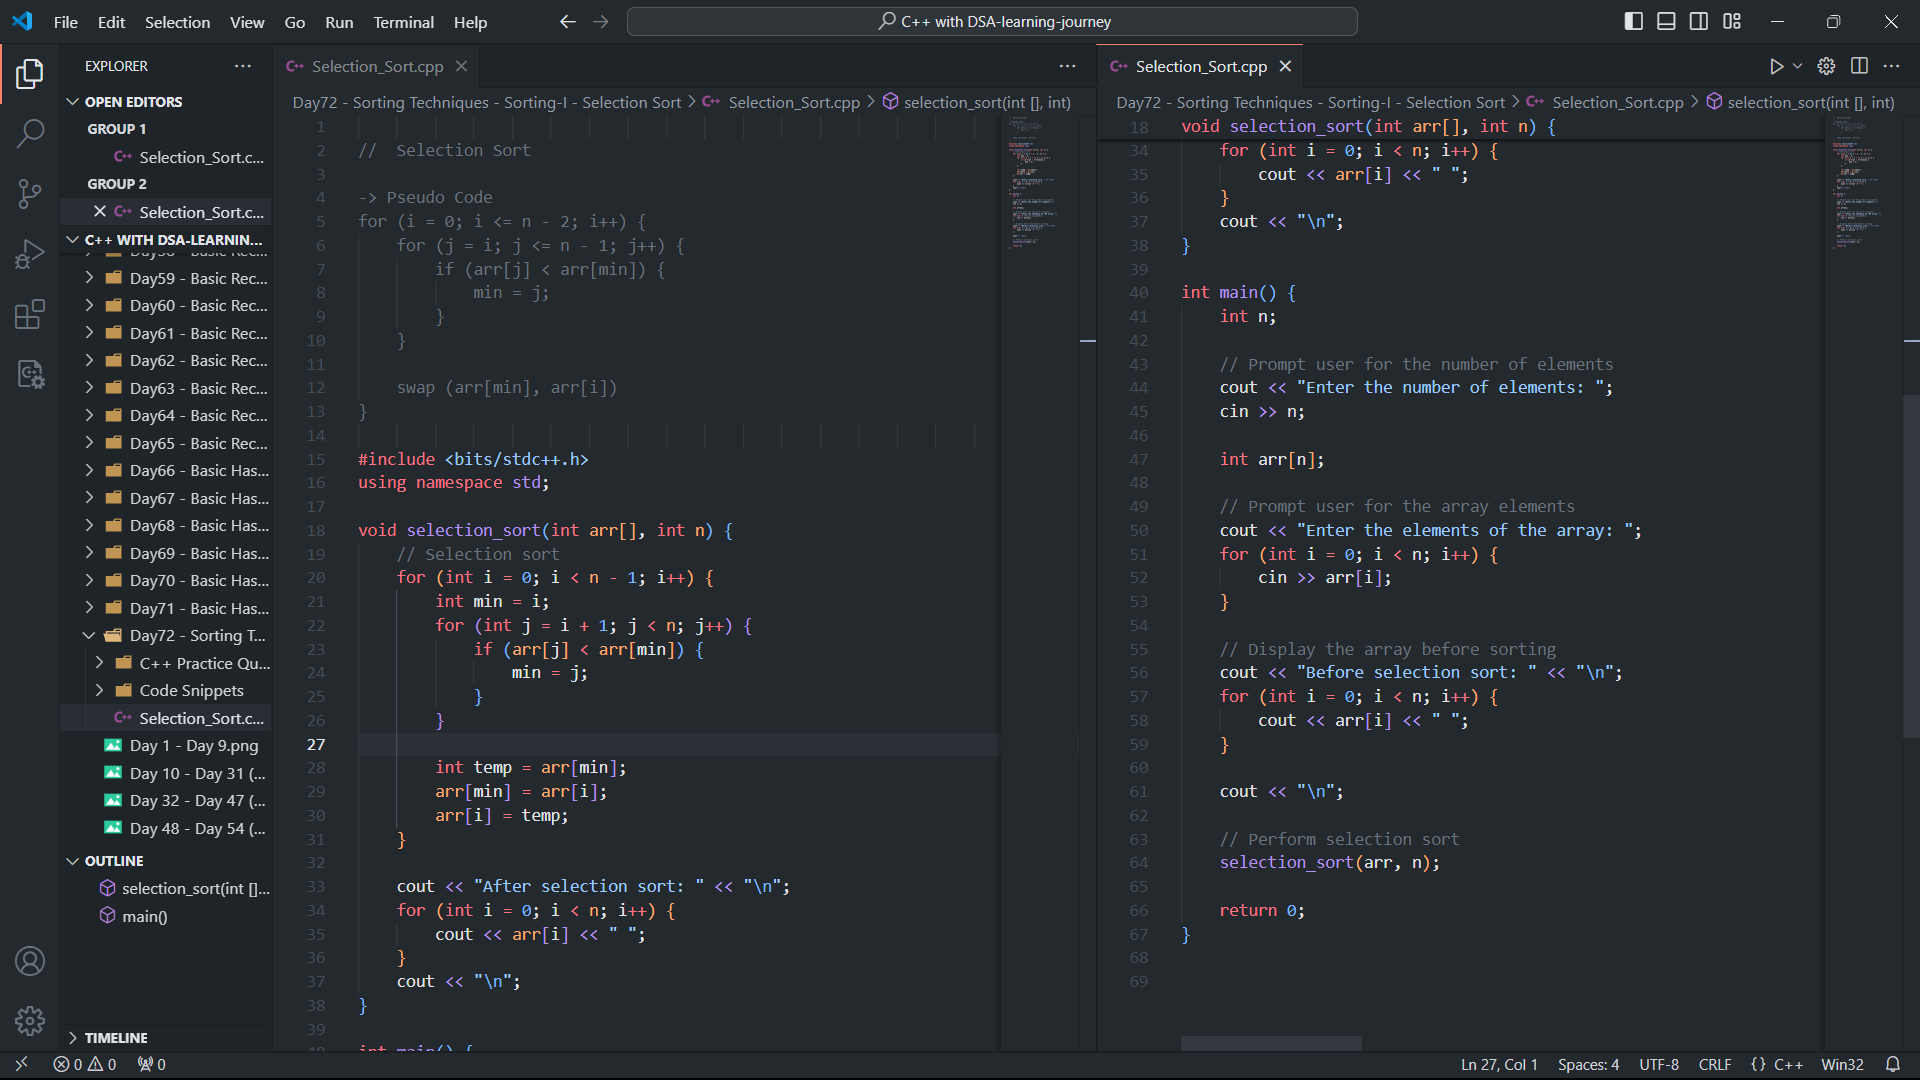 File Edit Selection View Go Run Terminal Help
C++ with DSA-learning-journey
EXPLORER
OPEN EDITORS
GROUP 1
Selection_Sort.c...
GROUP 2
Selection_Sort.c...
C++ WITH DSA-LEARNIN...
Day59 - Basic Rec...
Day60 - Basic Rec...
Day61 - Basic Rec...
Day62 - Basic Rec...
Day63 - Basic Rec...
Day64 - Basic Rec...
Day65 - Basic Rec...
Day66 - Basic Has...
Day67 - Basic Has...
Day68 - Basic Has...
Day69 - Basic Has...
Day70 - Basic Has...
Day71 - Basic Has...
Day72 - Sorting T...
C++ Practice Qu...
Code Snippets
Selection_Sort.c...
Day 1 - Day 9.png
Day 10 - Day 31 (...
Day 32 - Day 47 (...
Day 48 - Day 54 (...
OUTLINE
selection_sort(int []...
main()
TIMELINE
Selection_Sort.cpp
Day72 - Sorting Techniques - Sorting-I - Selection Sort > Selection_Sort.cpp > selection_sort(int [], int)
1
2 // Selection Sort
3
4 -> Pseudo Code
5 for (i = 0; i <= n - 2; i++) {
6 for (j = i; j <= n - 1; j++) {
7 if (arr[j] < arr[min]) {
8 min = j;
9 }
10 }
11
12 swap (arr[min], arr[i])
13 }
14
15 #include <bits/stdc++.h>
16 using namespace std;
17
18 void selection_sort(int arr[], int n) {
19 // Selection sort
20 for (int i = 0; i < n - 1; i++) {
21 int min = i;
22 for (int j = i + 1; j < n; j++) {
23 if (arr[j] < arr[min]) {
24 min = j;
25 }
26 }
27
28 int temp = arr[min];
29 arr[min] = arr[i];
30 arr[i] = temp;
31 }
32
33 cout << "After selection sort: " << "\n";
34 for (int i = 0; i < n; i++) {
35 cout << arr[i] << " ";
36 }
37 cout << "\n";
38 }
39
40 int main() {
Selection_Sort.cpp
Day72 - Sorting Techniques - Sorting-I - Selection Sort > Selection_Sort.cpp > selection_sort(int [], int)
18 void selection_sort(int arr[], int n) {
34 for (int i = 0; i < n; i++) {
35 cout << arr[i] << " ";
36 }
37 cout << "\n";
38 }
39
40 int main() {
41 int n;
42
43 // Prompt user for the number of elements
44 cout << "Enter the number of elements: ";
45 cin >> n;
46
47 int arr[n];
48
49 // Prompt user for the array elements
50 cout << "Enter the elements of the array: ";
51 for (int i = 0; i < n; i++) {
52 cin >> arr[i];
53 }
54
55 // Display the array before sorting
56 cout << "Before selection sort: " << "\n";
57 for (int i = 0; i < n; i++) {
58 cout << arr[i] << " ";
59 }
60
61 cout << "\n";
62
63 // Perform selection sort
64 selection_sort(arr, n);
65
66 return 0;
67 }
68
69
0 0 0
Ln 27, Col 1 Spaces: 4 UTF-8 CRLF {} C++ Win32